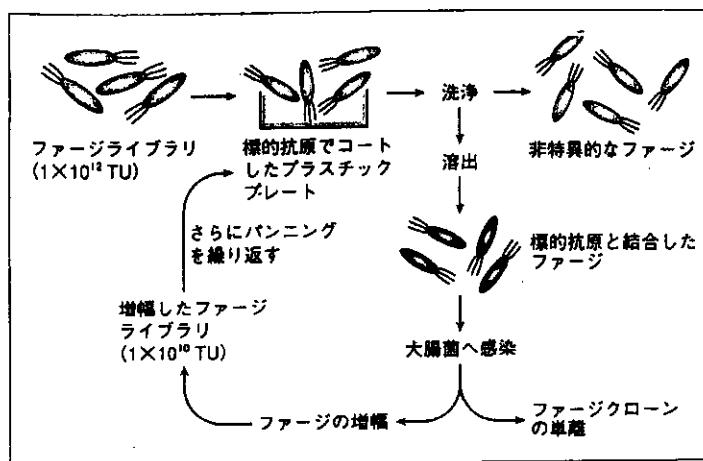 ファージライブラリ
(1×10¹² TU)
標的抗原でコート
したプラスチック
プレート
洗浄
非特異的なファージ
溶出
さらにパンニング
を繰り返す
標的抗原と結合した
ファージ
増幅したファージ
ライブラリ
(1×10¹⁰ TU)
大腸菌へ感染
ファージの増幅
ファージクローン
の単離